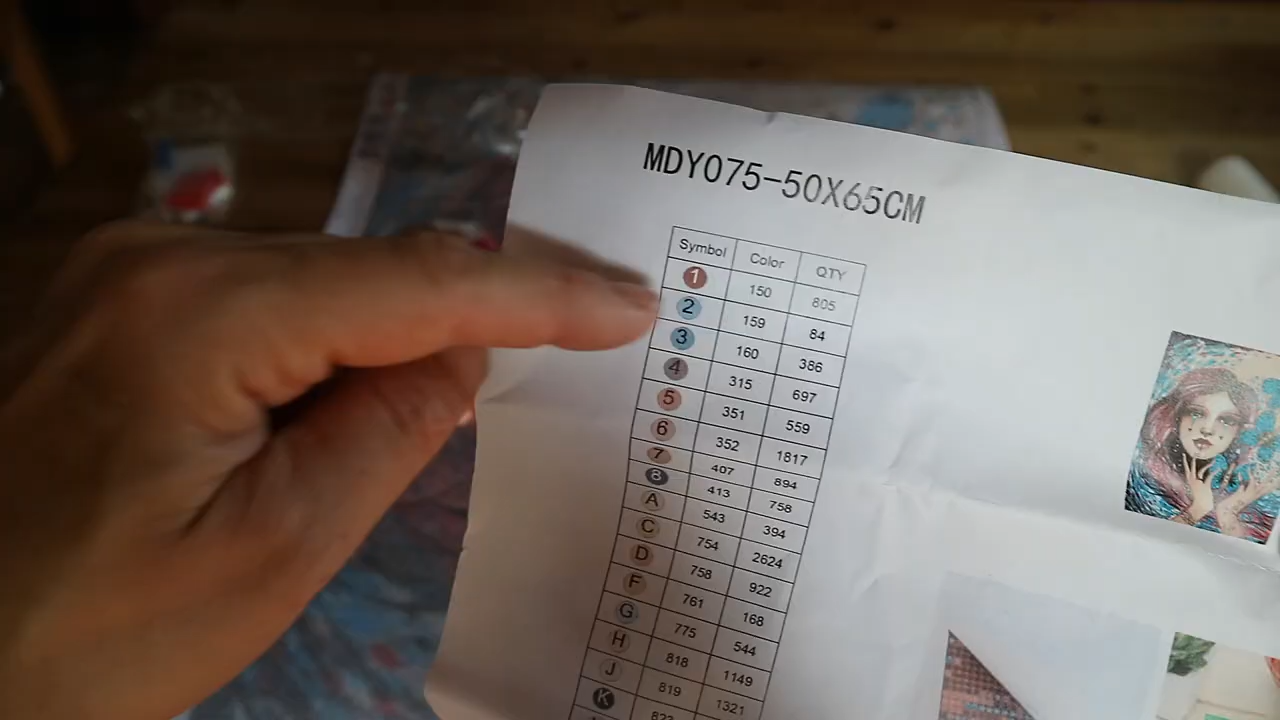 MDY075-50X65CM
Symbol Color QTY
1 150 805
2 159 84
3 160 386
4 315 697
5 351 559
6 352 1817
7 407 894
8 413 758
A 543 394
C 754 2624
D 758 922
F 761 168
G 775 544
H 818 1149
J 819 1321
K